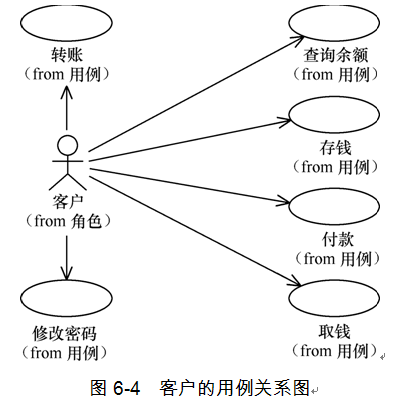 转账
（from 用例）
查询余额
（from 用例）
存钱
（from 用例）
客户
（from 角色）
付款
（from 用例）
修改密码
（from 用例）
取钱
（from 用例）
图 6-4 客户的用例关系图